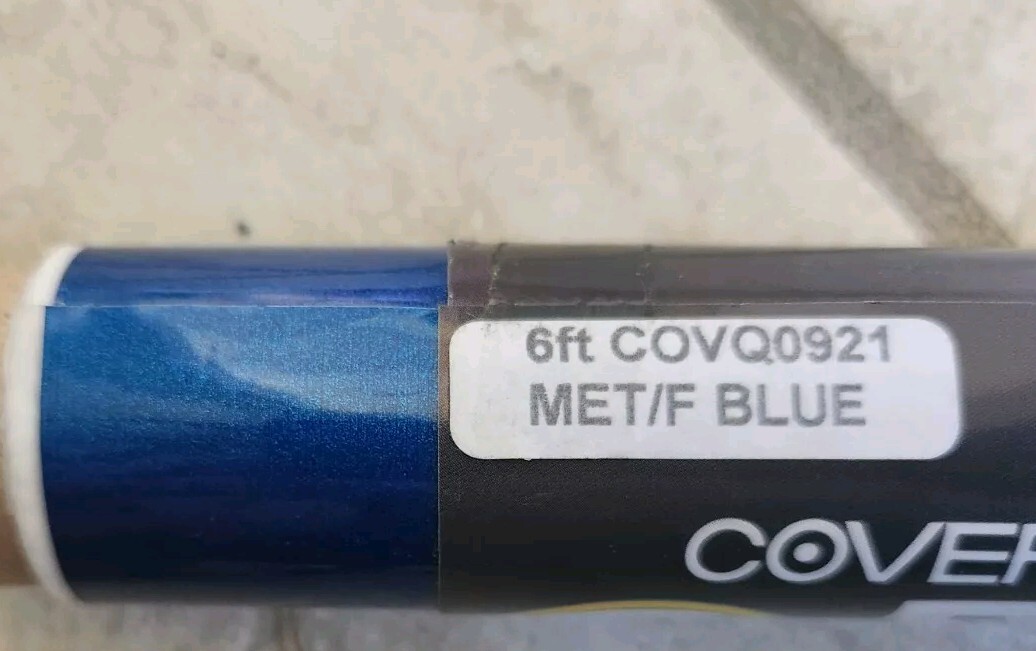 6ft COVQ0921
MET/F BLUE